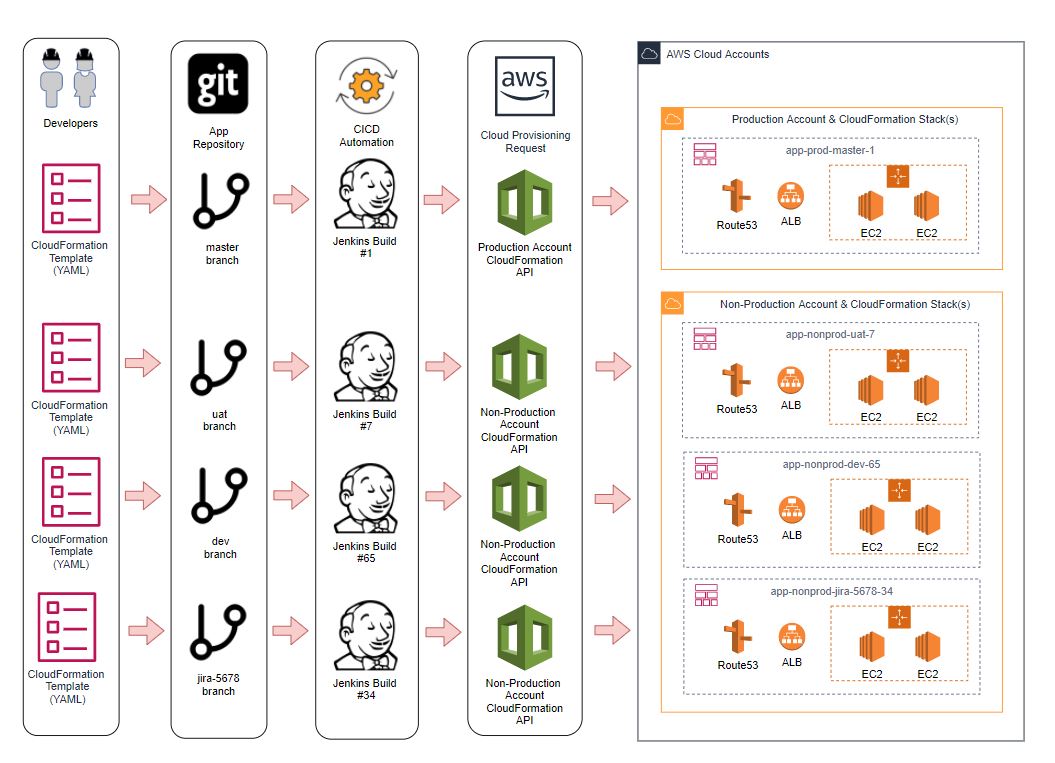 Developers
CloudFormation
Template
(YAML)
CloudFormation
Template
(YAML)
CloudFormation
Template
(YAML)
CloudFormation
Template
(YAML)
git
App
Repository
master
branch
uat
branch
dev
branch
jira-5678
branch
CICD
Automation
Jenkins Build
#1
Jenkins Build
#7
Jenkins Build
#65
Jenkins Build
#34
aws
Cloud Provisioning
Request
Production Account
CloudFormation
API
Non-Production
Account
CloudFormation
API
Non-Production
Account
CloudFormation
API
Non-Production
Account
CloudFormation
API
AWS Cloud Accounts
Production Account & CloudFormation Stack(s)
app-prod-master-1
Route53
ALB
EC2
EC2
Non-Production Account & CloudFormation Stack(s)
app-nonprod-uat-7
Route53
ALB
EC2
EC2
app-nonprod-dev-65
Route53
ALB
EC2
EC2
app-nonprod-jira-5678-34
Route53
ALB
EC2
EC2